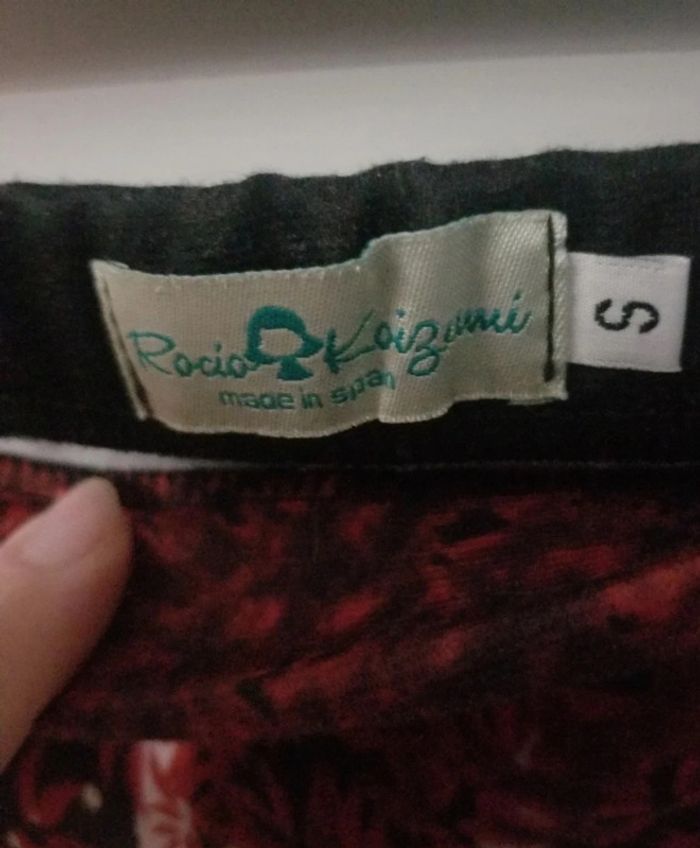 Rocio Koizumi
made in spain
S